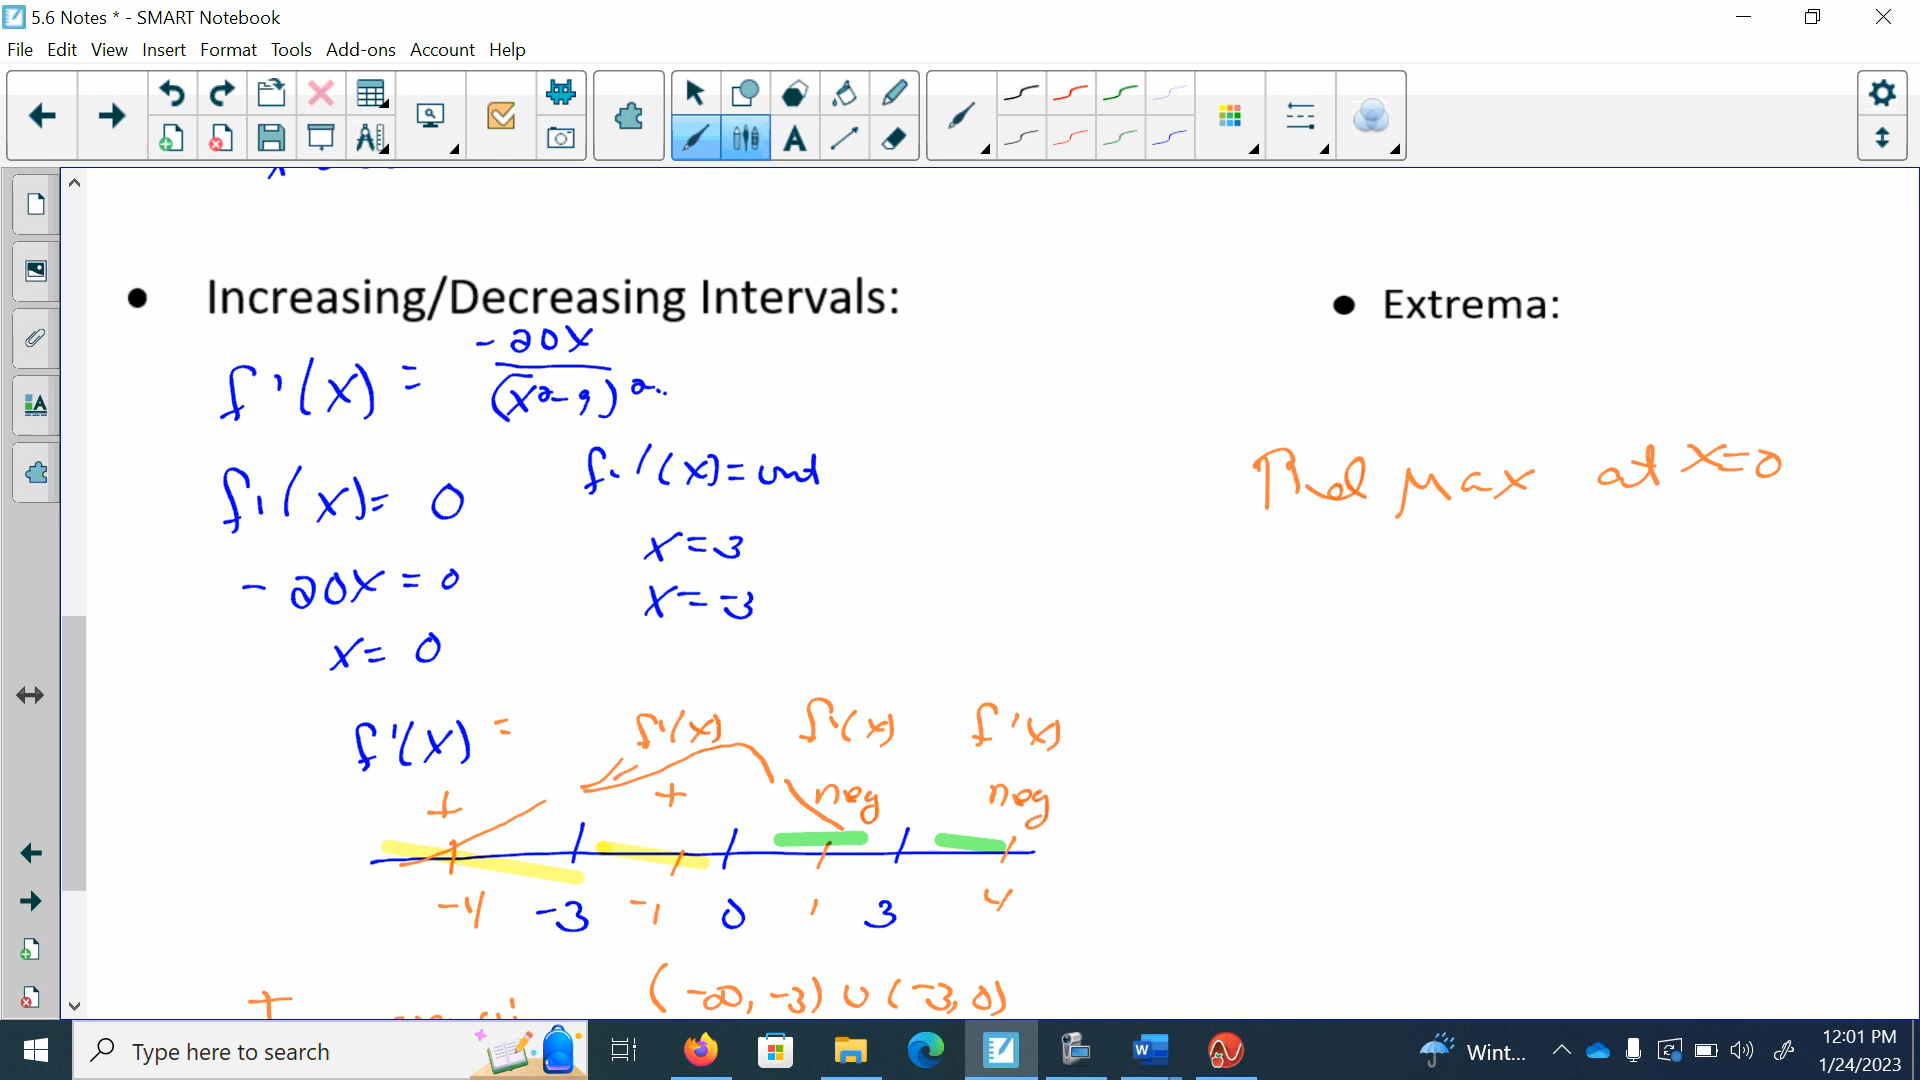 5.6 Notes * - SMART Notebook
File Edit View Insert Format Tools Add-ons Account Help
• Increasing/Decreasing Intervals:
• Extrema:
f'(x) = -20x / (x²-9)²
f'(x) = 0
f'(x) = und
-20x = 0
x = 3
x = 0
x = -3
Max at x=0
f'(x) = f'(x) f'(x) f'(x)
+ + neg neg
-4 -3 -1 0 1 3 4
(-∞, -3) ∪ (-3, 0)
Type here to search
Wint...
12:01 PM
1/24/2023